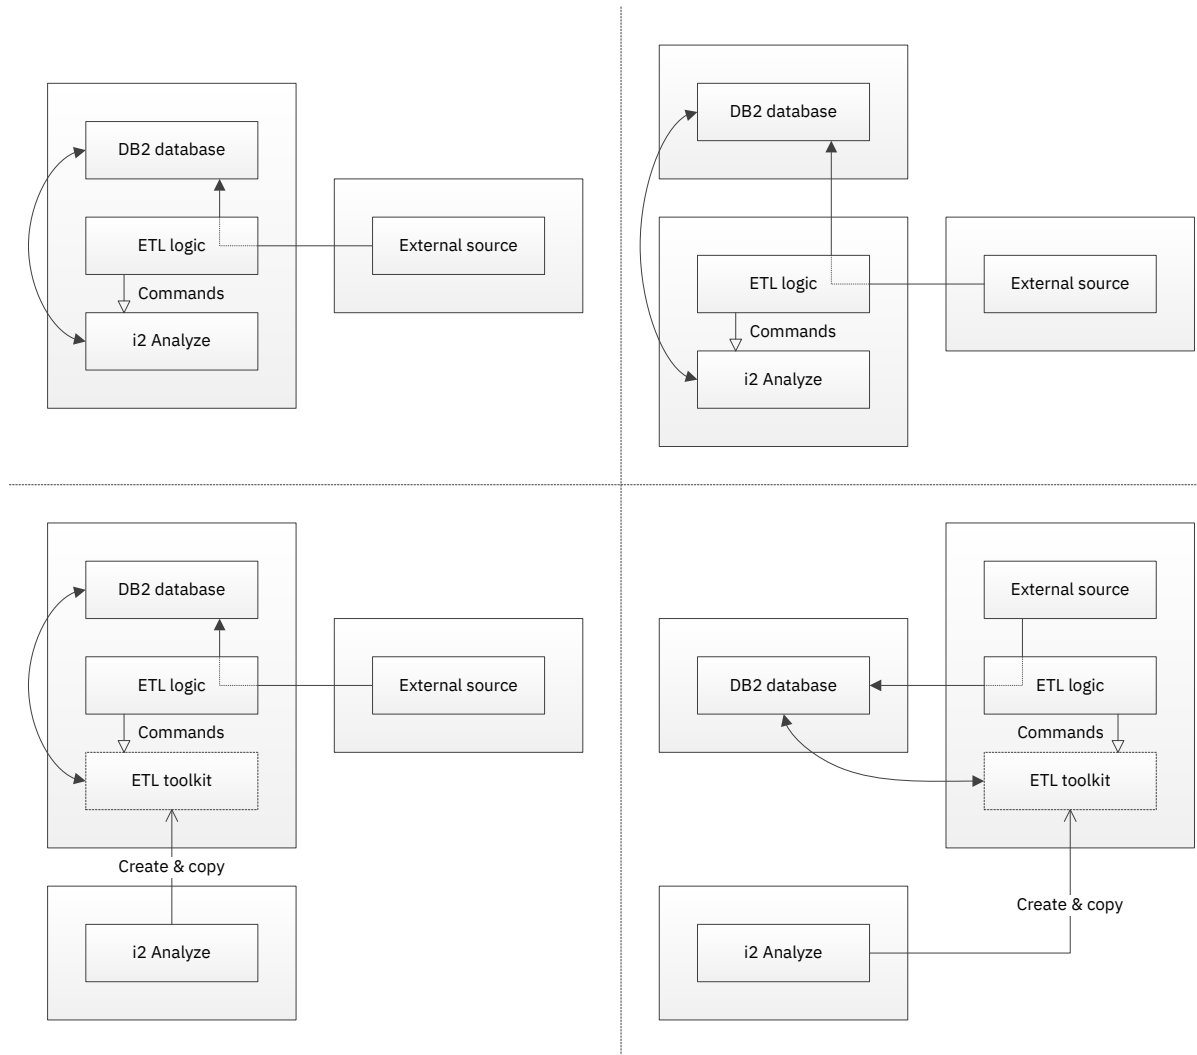 DB2 database
ETL logic
External source
Commands
i2 Analyze
DB2 database
ETL logic
External source
Commands
i2 Analyze
DB2 database
ETL logic
External source
Commands
ETL toolkit
Create & copy
i2 Analyze
External source
DB2 database
ETL logic
Commands
ETL toolkit
Create & copy
i2 Analyze